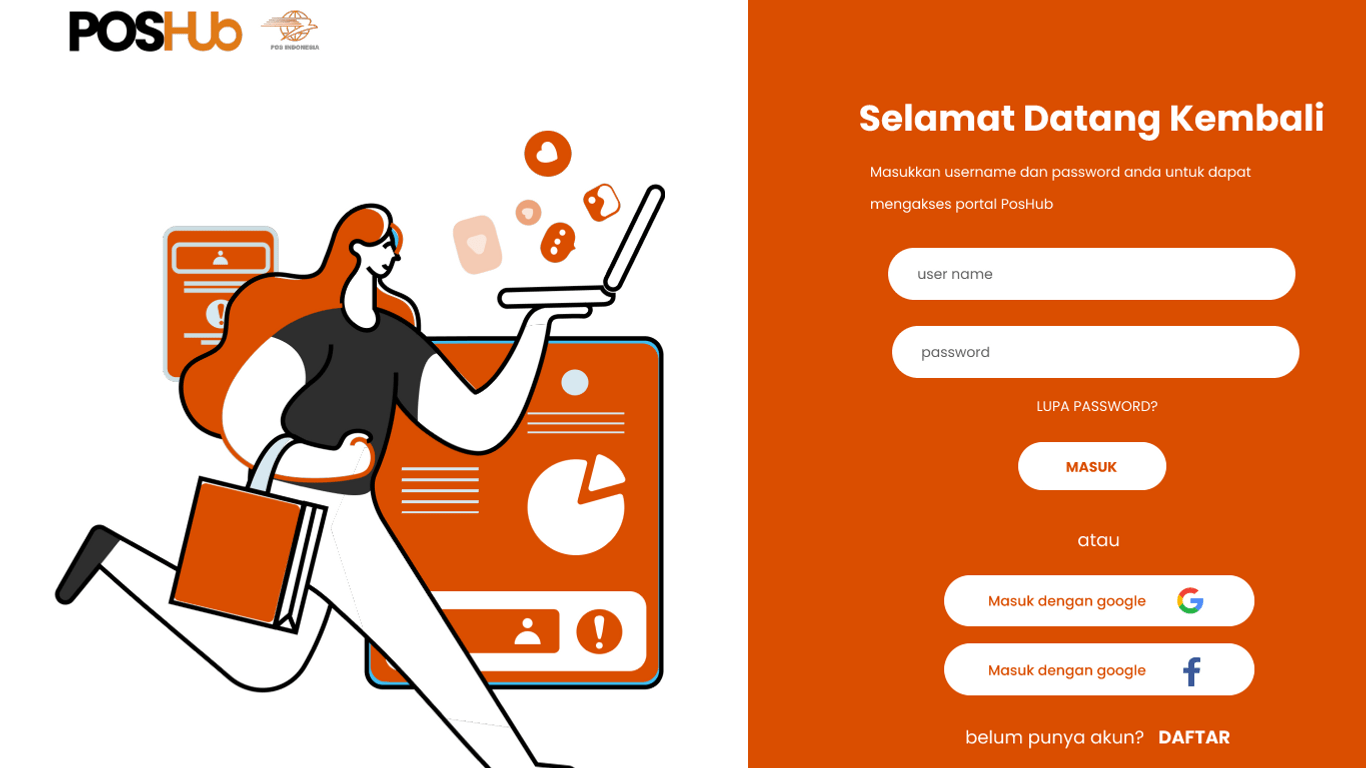 POSHub
POS INDONESIA
Selamat Datang Kembali
Masukkan username dan password anda untuk dapat
mengakses portal PosHub
user name
password
LUPA PASSWORD?
MASUK
atau
Masuk dengan google
Masuk dengan google
belum punya akun? DAFTAR